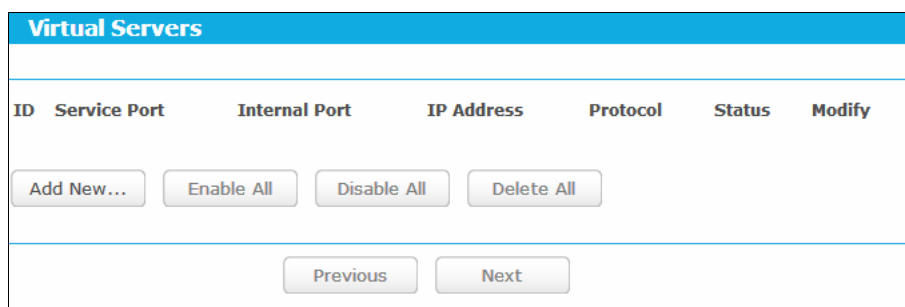 Virtual Servers
ID Service Port Internal Port IP Address Protocol Status Modify
Add New... Enable All Disable All Delete All
Previous Next